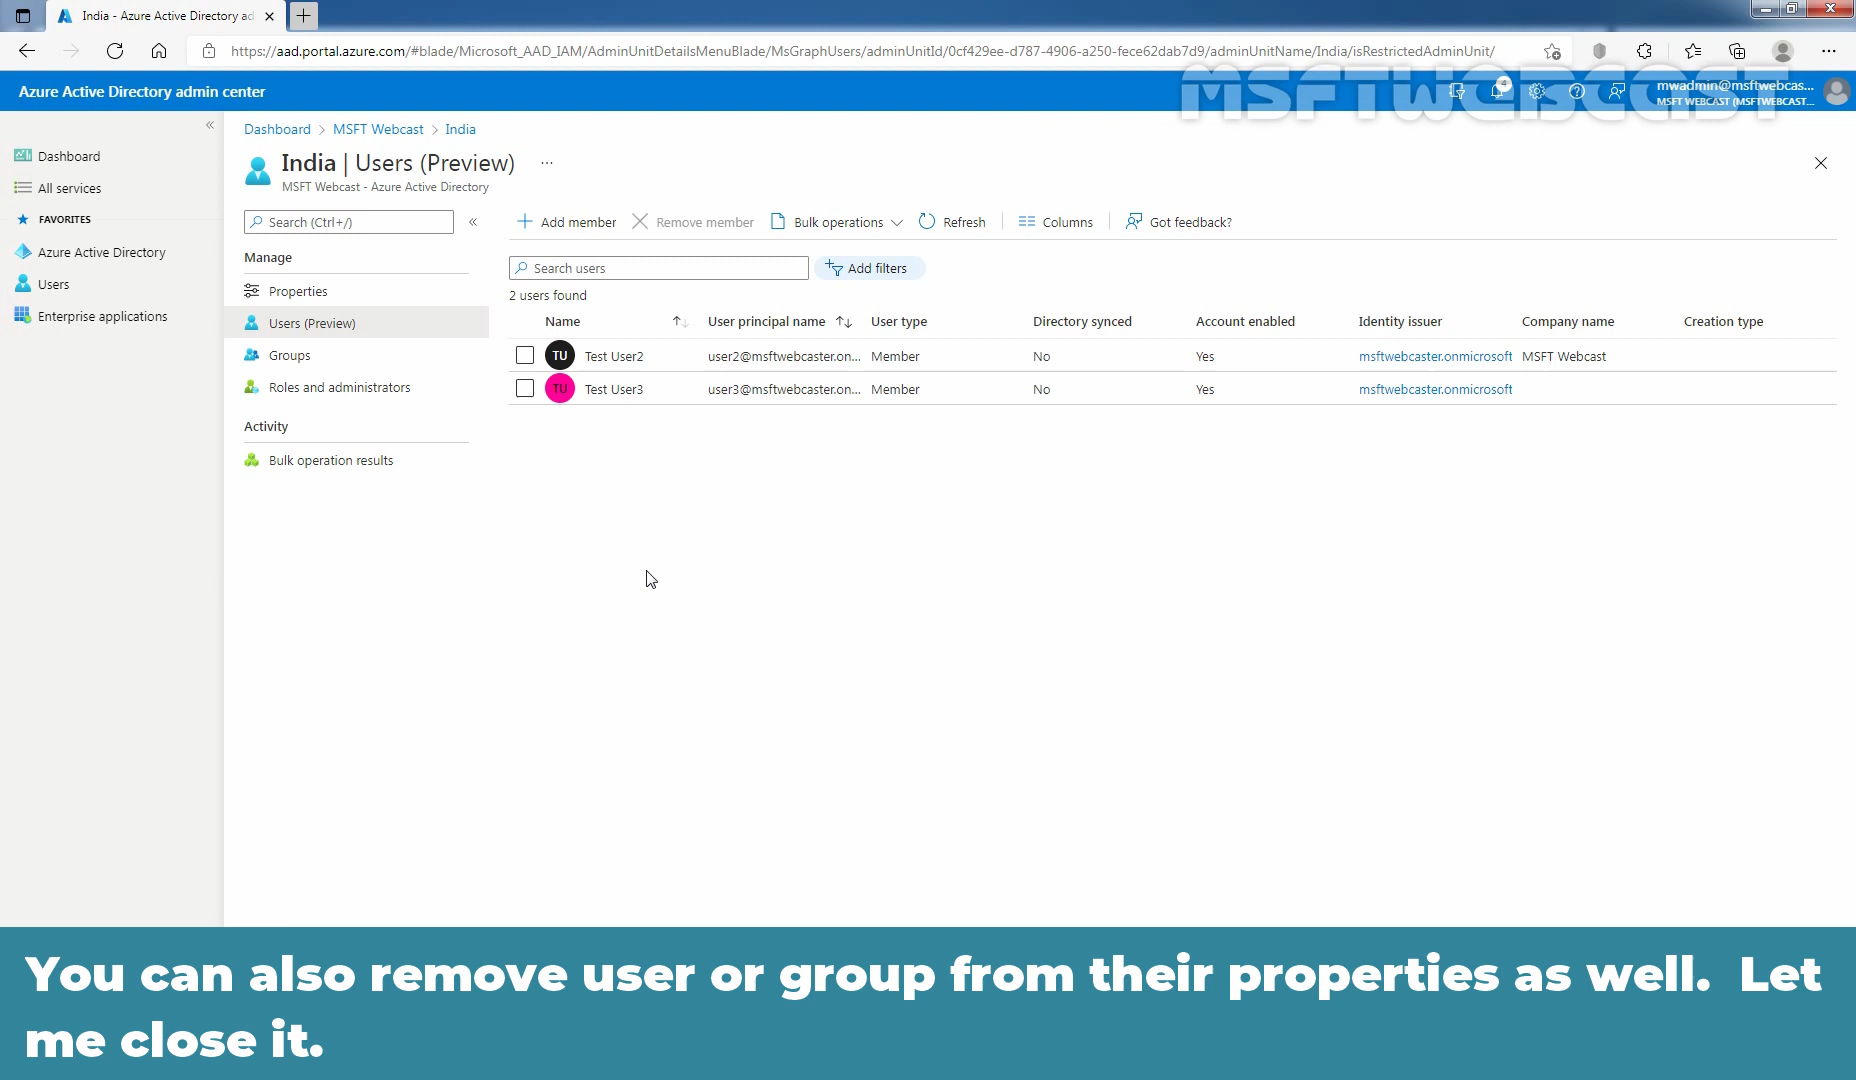 India - Azure Active Directory ad
https://aad.portal.azure.com/#blade/Microsoft_AAD_IAM/AdminUnitDetailsMenuBlade/MsGraphUsers/adminUnitId/0cf429ee-d787-4906-a250-fece62dab7d9/adminUnitName/India/isRestrictedAdminUnit/
MSFTWEBCAST
Azure Active Directory admin center
4
mwadmin@msftwebcas...
MSFT WEBCAST (MSFTWEBCAST....
Dashboard
All services
FAVORITES
Azure Active Directory
Users
Enterprise applications
Dashboard > MSFT Webcast > India
India | Users (Preview) ...
MSFT Webcast - Azure Active Directory
Search (Ctrl+/)
Manage
Properties
Users (Preview)
Groups
Roles and administrators
Activity
Bulk operation results
Add member Remove member Bulk operations Refresh Columns Got feedback?
Search users Add filters
2 users found
Name User principal name User type Directory synced Account enabled Identity issuer Company name Creation type
TU Test User2 user2@msftwebcaster.on... Member No Yes msftwebcaster.onmicrosoft MSFT Webcast
TU Test User3 user3@msftwebcaster.on... Member No Yes msftwebcaster.onmicrosoft
You can also remove user or group from their properties as well. Let
me close it.